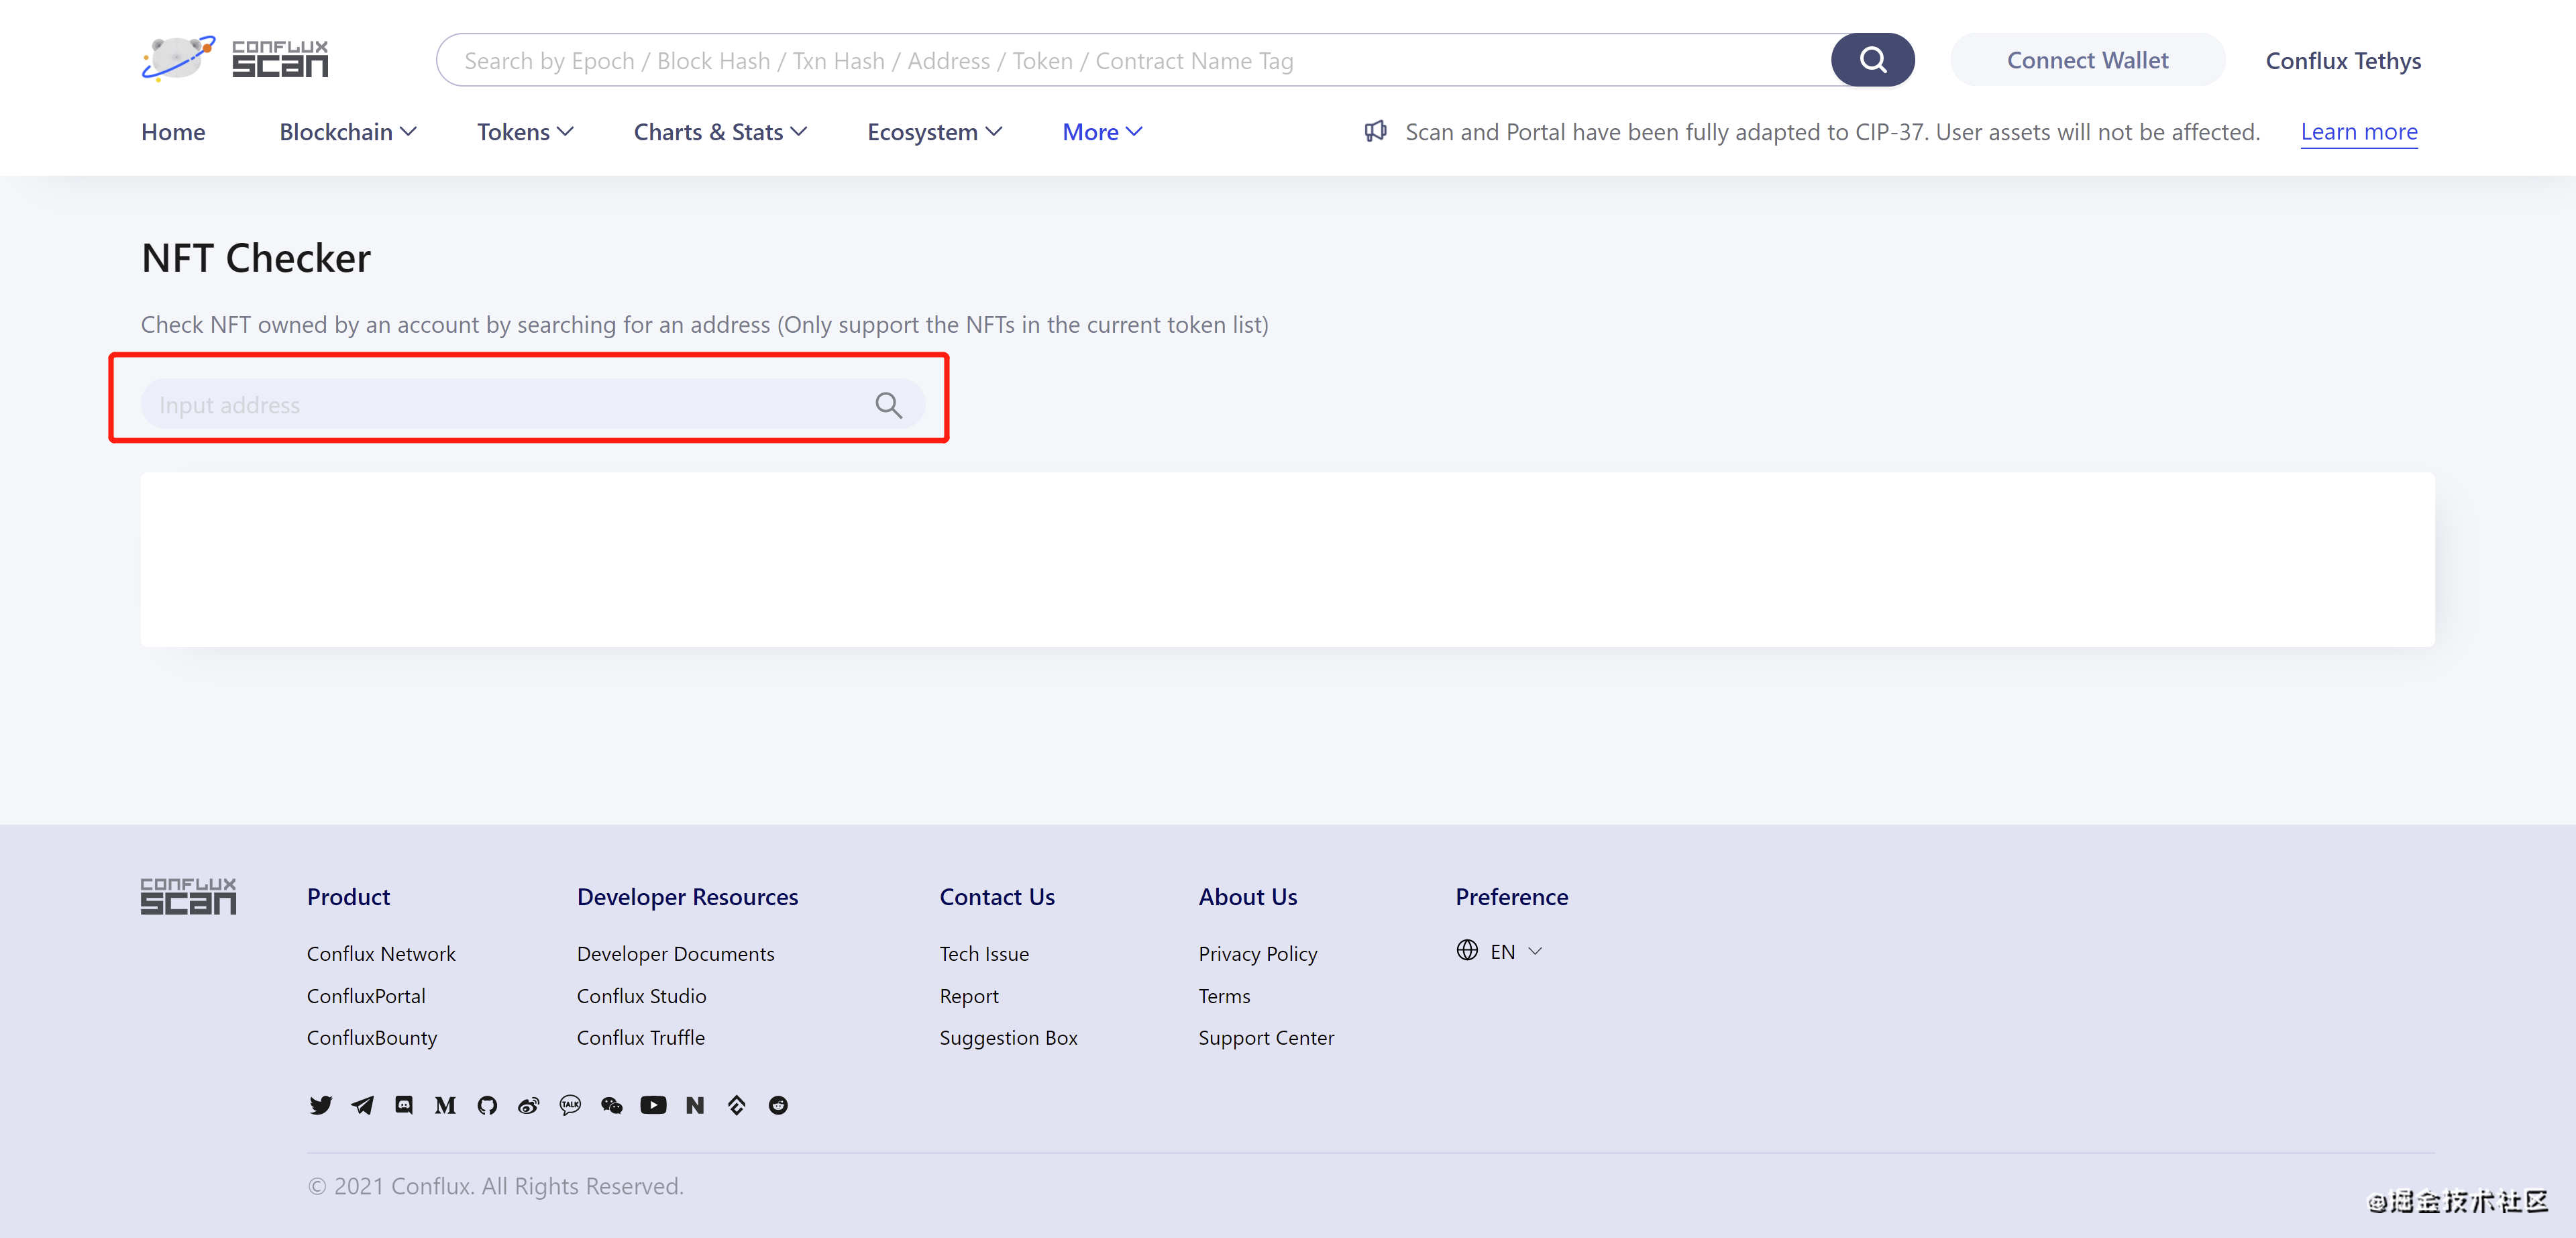 CONFLUX
scan
Search by Epoch / Block Hash / Txn Hash / Address / Token / Contract Name Tag
Connect Wallet
Conflux Tethys
Home
Blockchain
Tokens
Charts & Stats
Ecosystem
More
Scan and Portal have been fully adapted to CIP-37. User assets will not be affected.
Learn more
NFT Checker
Check NFT owned by an account by searching for an address (Only support the NFTs in the current token list)
Input address
CONFLUX
scan
Product
Conflux Network
ConfluxPortal
ConfluxBounty
Developer Resources
Developer Documents
Conflux Studio
Conflux Truffle
Contact Us
Tech Issue
Report
Suggestion Box
About Us
Privacy Policy
Terms
Support Center
Preference
EN
TALK
© 2021 Conflux. All Rights Reserved.
@掘金技术社区